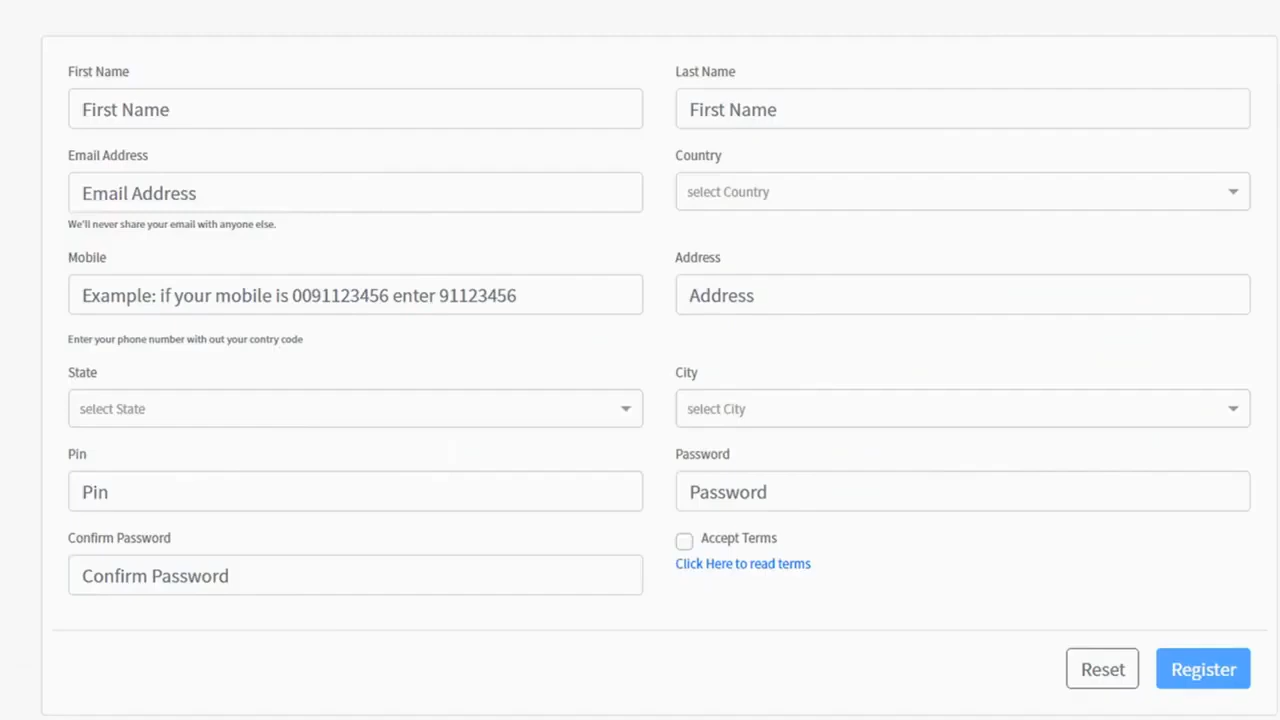 First Name
Last Name
First Name
First Name
Email Address
Country
Email Address
select Country
We'll never share your email with anyone else.
Mobile
Address
Example: if your mobile is 0091123456 enter 91123456
Address
Enter your phone number with out your contry code
State
City
select State
select City
Pin
Password
Pin
Password
Confirm Password
Accept Terms
Click Here to read terms
Confirm Password
Reset
Register